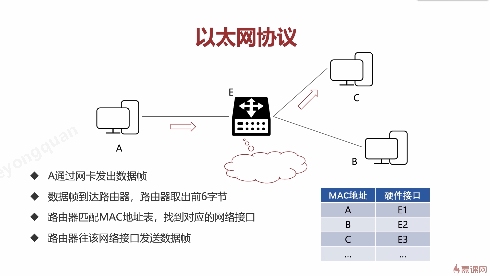 以太网协议
E
C
A
B
A通过网卡发出数据帧
数据帧到达路由器，路由器取出前6字节
路由器匹配MAC地址表，找到对应的网络接口
路由器往该网络接口发送数据帧
MAC地址 硬件接口
A E1
B E2
C E3
... ...
慕课网